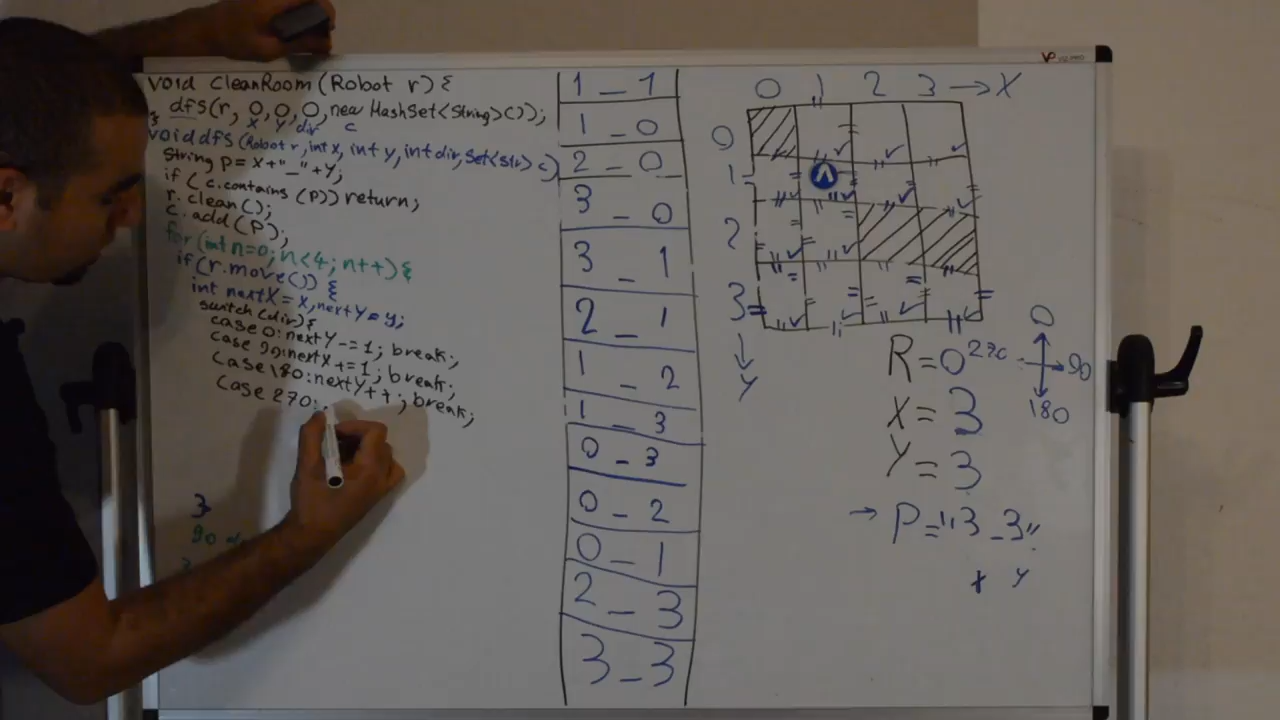 void cleanRoom (Robot r) {
dfs(r, 0, 0, 0, new HashSet<String>());
x y dir c
}
void dfs (Robot r, int x, int y, int dir, Set<Str> c)
String p = x+"_"+y;
if ( c.contains (p)) return;
r.clean();
c.add(p);
for (int n=0; n<4; n++) {
if (r.move()) {
int nextX = x, nextY = y;
switch (dir) {
case 0: nextY -= 1; break;
case 90: nextX += 1; break;
case 180: nextY++; break;
case 270:
}
go
1 _ 1
1 _ 0
2 _ 0
3 _ 0
3 _ 1
2 _ 1
1 _ 2
1 _ 3
0 _ 3
0 _ 2
0 _ 1
2 _ 3
3 _ 3
0 1 2 3 → X
0
1
2
3
↓
Y
R = 0
270
0
90
180
X = 3
Y = 3
→ P = "3_3"
x y